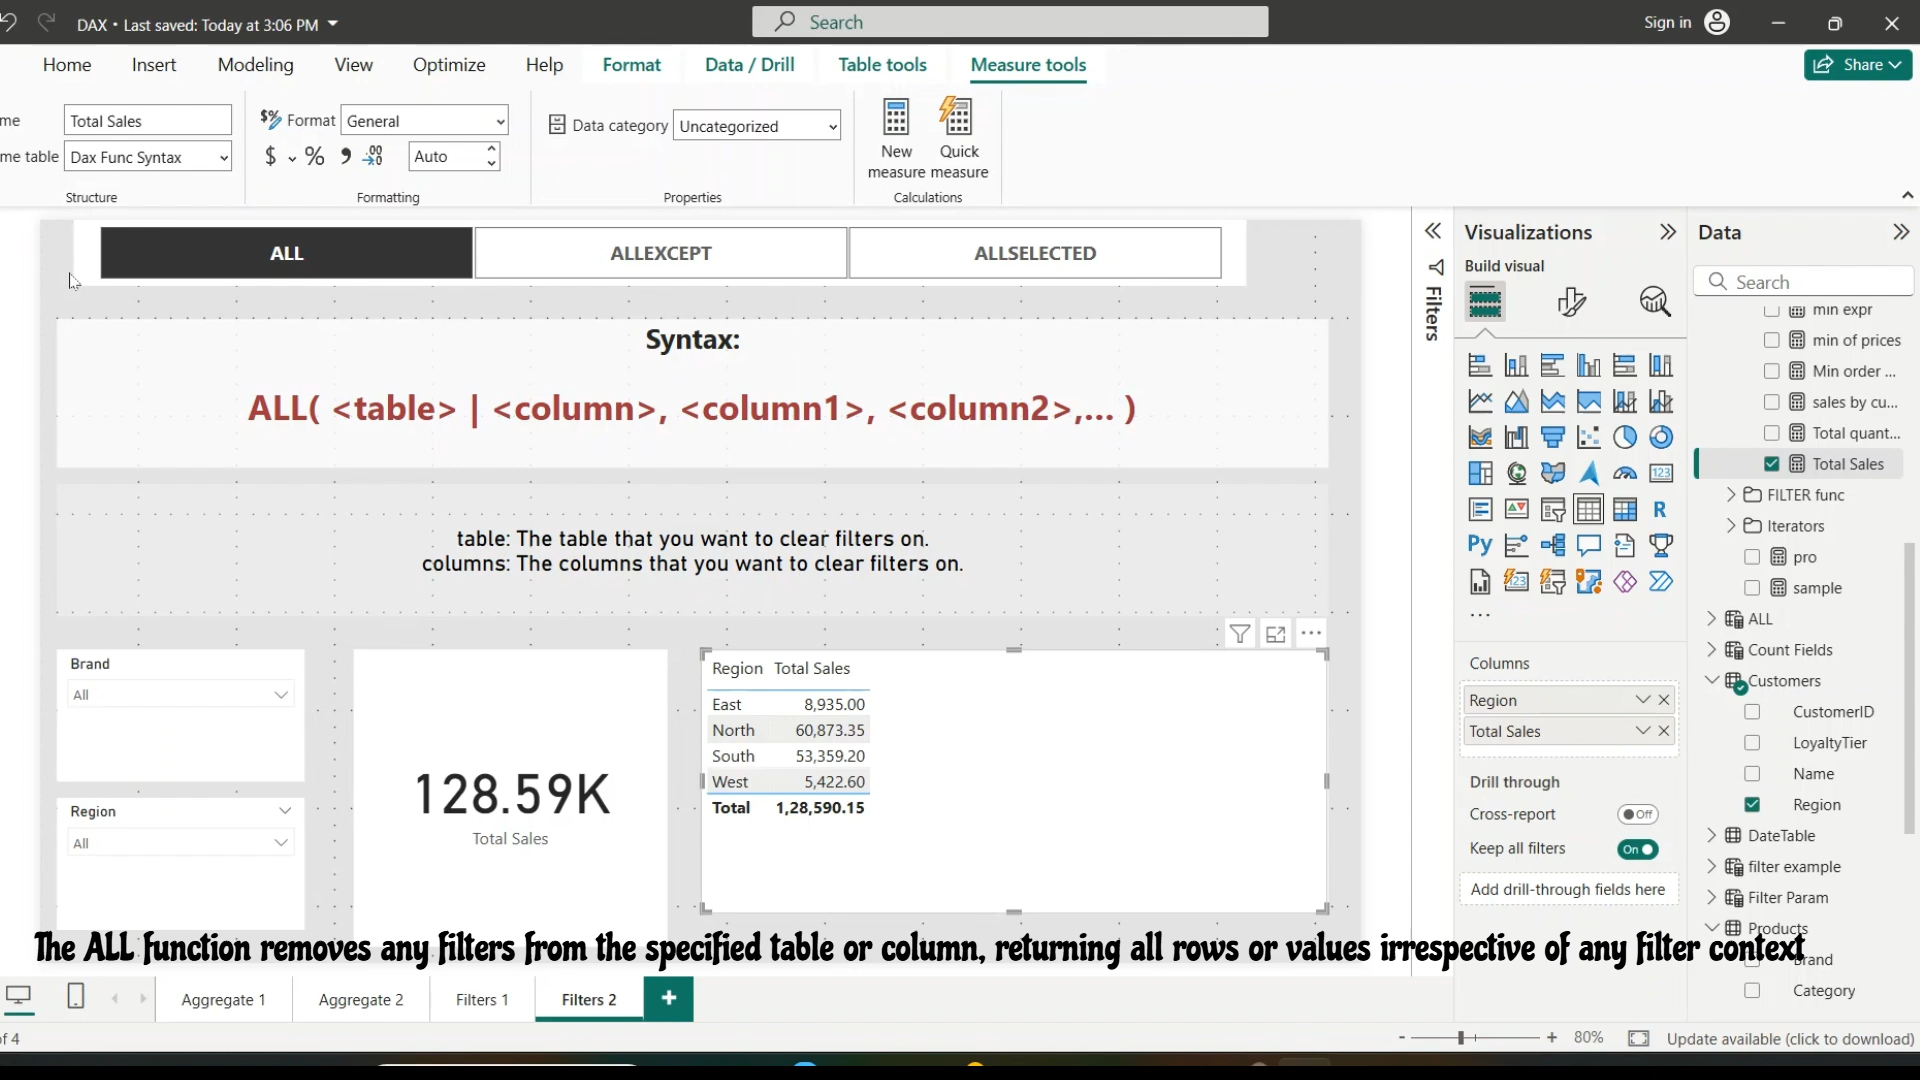 DAX • Last saved: Today at 3:06 PM
Search
Sign in
Home Insert Modeling View Optimize Help Format Data / Drill Table tools Measure tools
Share
me Total Sales
Format General
Data category Uncategorized
New measure
Quick measure
me table Dax Func Syntax
$ % Auto
Structure Formatting Properties Calculations
ALL ALLEXCEPT ALLSELECTED
Syntax:
ALL( <table> | <column>, <column1>, <column2>,... )
table: The table that you want to clear filters on.
columns: The columns that you want to clear filters on.
Brand
All
Region
All
128.59K
Total Sales
Region Total Sales
East 8,935.00
North 60,873.35
South 53,359.20
West 5,422.60
Total 1,28,590.15
The ALL function removes any filters from the specified table or column, returning all rows or values irrespective of any filter context
Filters
Visualizations
Build visual
123
R
Py
123
...
Columns
Region
Total Sales
Drill through
Cross-report Off
Keep all filters On
Add drill-through fields here
Data
Search
min expr
min of prices
Min order ...
sales by cu...
Total quant...
Total Sales
FILTER func
Iterators
pro
sample
ALL
Count Fields
Customers
CustomerID
LoyaltyTier
Name
Region
DateTable
filter example
Filter Param
Products
Brand
Category
Aggregate 1 Aggregate 2 Filters 1 Filters 2 +
of 4
- + 80%
Update available (click to download)